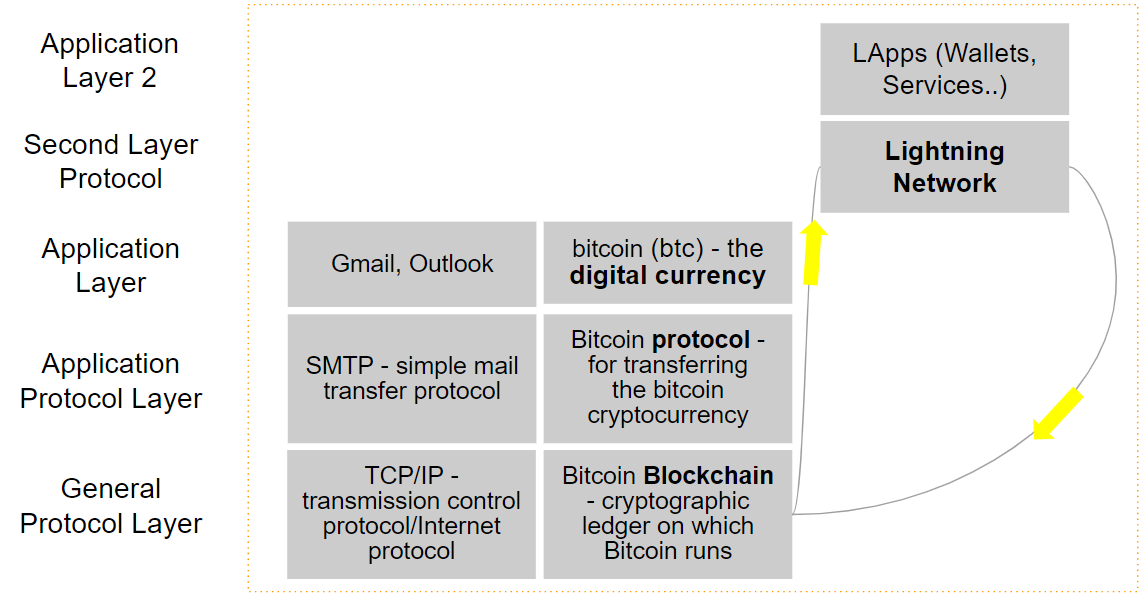 Application
Layer 2
LApps (Wallets,
Services..)
Second Layer
Protocol
Lightning
Network
Application
Layer
Gmail, Outlook
bitcoin (btc) - the
digital currency
Application
Protocol Layer
SMTP - simple mail
transfer protocol
Bitcoin protocol -
for transferring
the bitcoin
cryptocurrency
General
Protocol Layer
TCP/IP -
transmission control
protocol/Internet
protocol
Bitcoin Blockchain
- cryptographic
ledger on which
Bitcoin runs